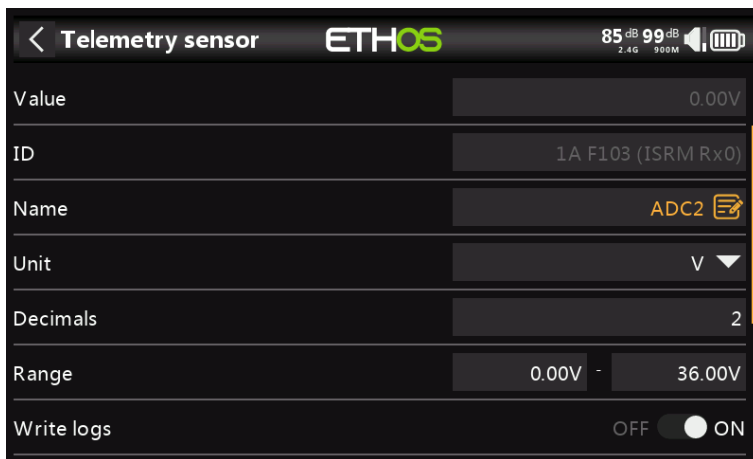 Telemetry sensor ETHOS 85 dB 2.4G 99 dB 900M
Value 0.00V
ID 1A F103 (ISRM Rx0)
Name ADC2
Unit V
Decimals 2
Range 0.00V - 36.00V
Write logs OFF ON